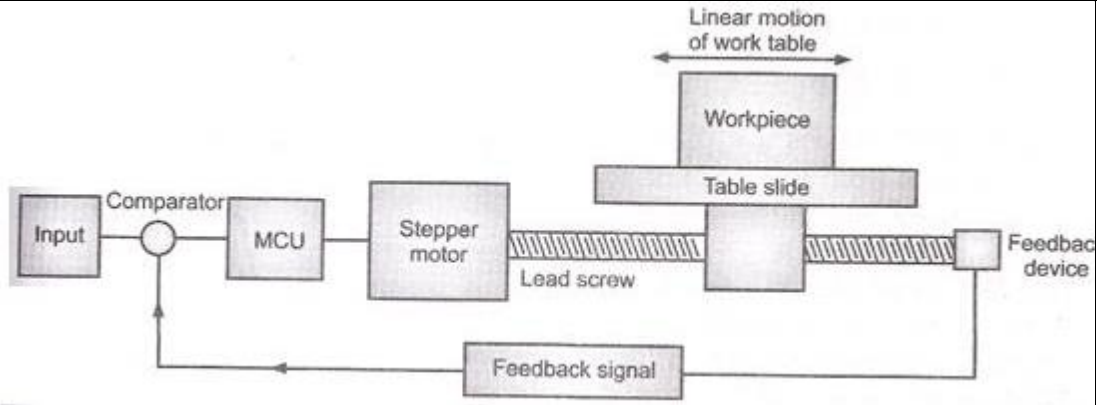 Linear motion
of work table
Workpiece
Table slide
Comparator
Input
MCU
Stepper
motor
Lead screw
Feedbac
device
Feedback signal